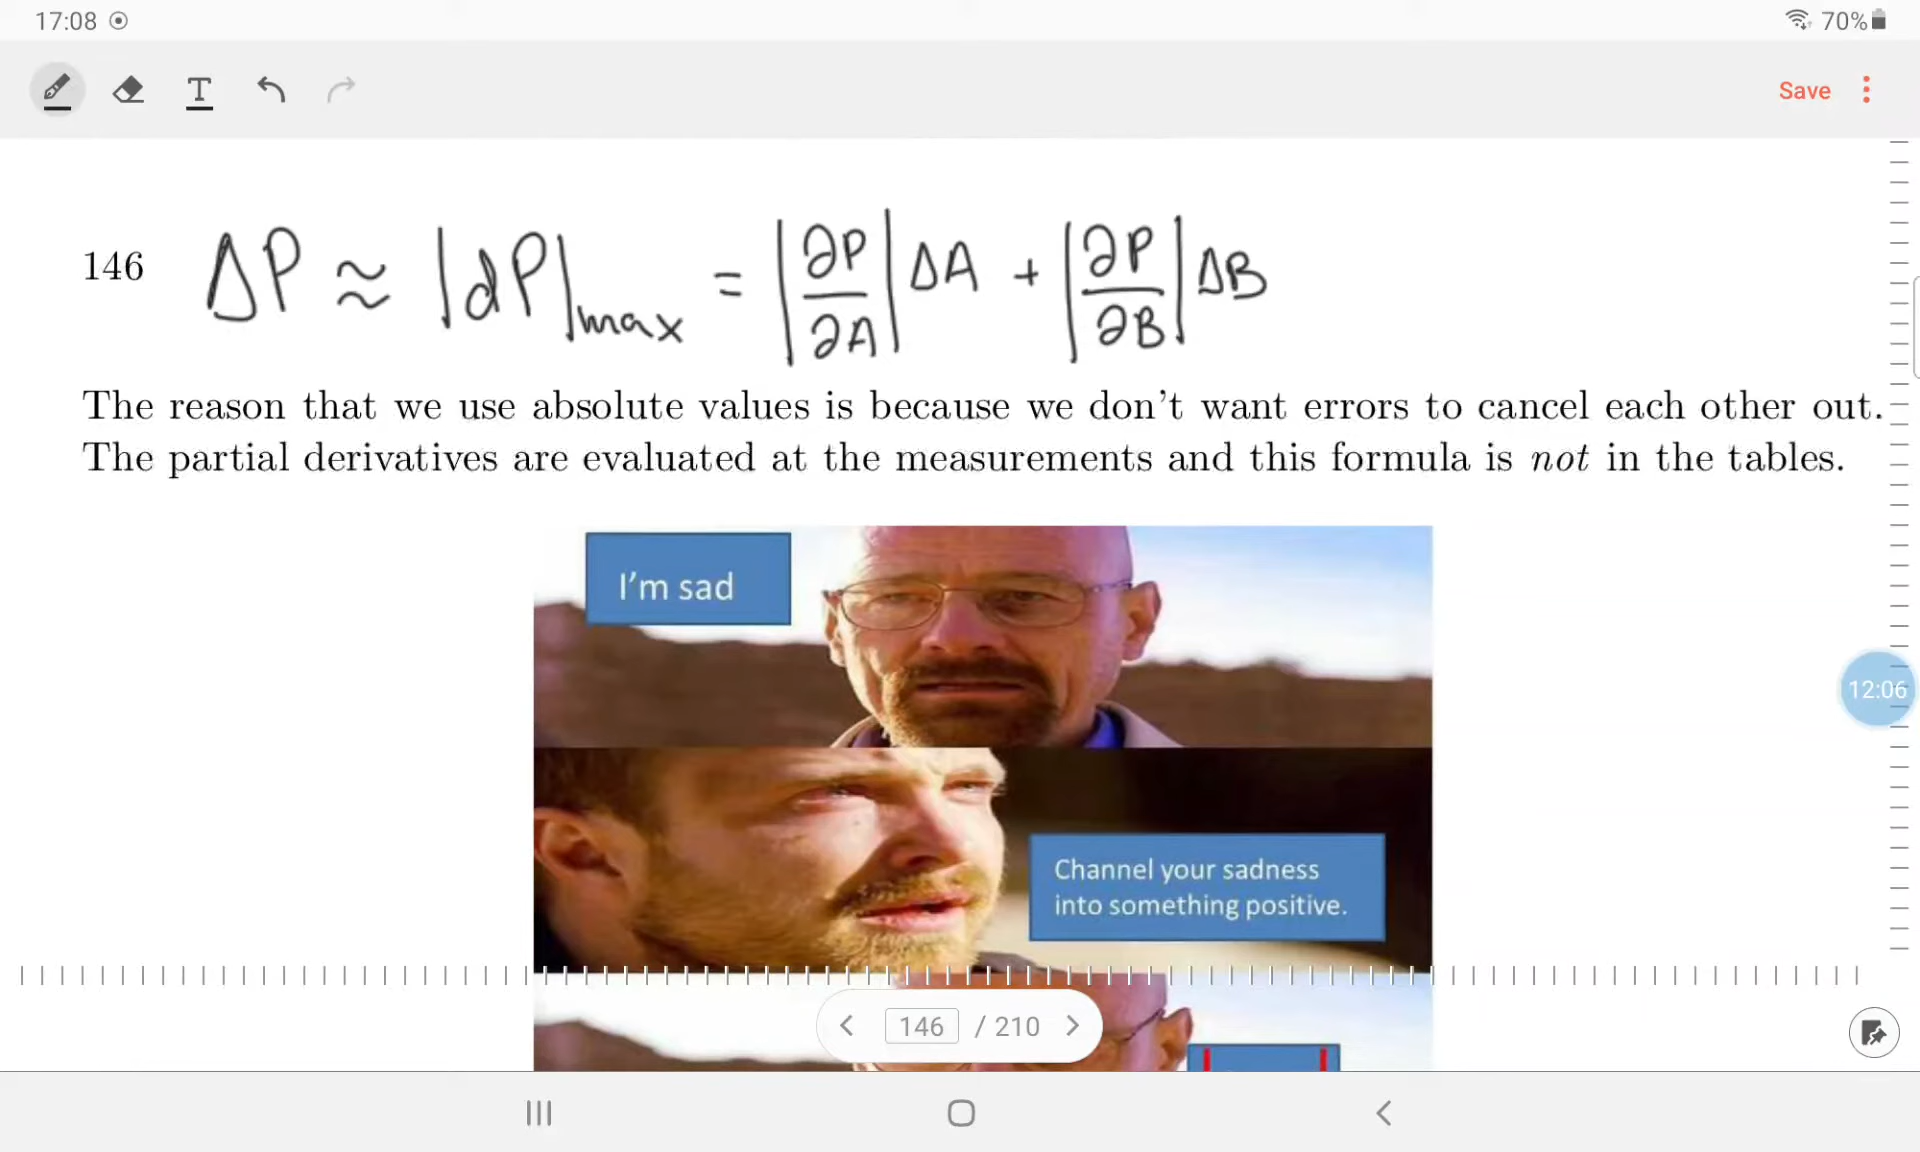 17:08 70%
T Save
146 ΔP ≈ |dP|max = |∂P/∂A| ΔA + |∂P/∂B| ΔB
The reason that we use absolute values is because we don't want errors to cancel each other out.
The partial derivatives are evaluated at the measurements and this formula is not in the tables.
I'm sad
12:06
Channel your sadness
into something positive.
146 / 210